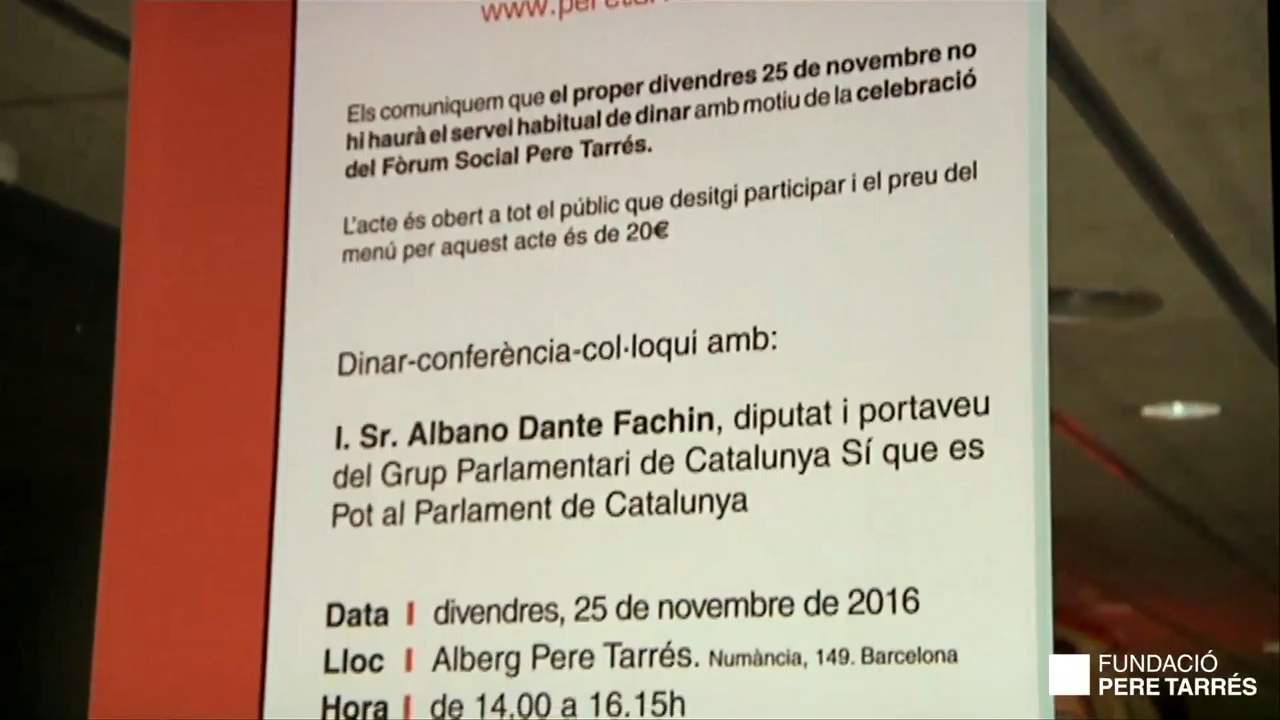 Els comuniquem que el proper divendres 25 de novembre no
hi haurà el servei habitual de dinar amb motiu de la celebració
del Fòrum Social Pere Tarrés.
L'acte és obert a tot el públic que desitgi participar i el preu del
menú per aquest acte és de 20€
Dinar-conferència-col·loqui amb:
I. Sr. Albano Dante Fachin, diputat i portaveu
del Grup Parlamentari de Catalunya Sí que es
Pot al Parlament de Catalunya
Data | divendres, 25 de novembre de 2016
Lloc | Alberg Pere Tarrés. Numància, 149. Barcelona
Hora | de 14.00 a 16.15h
FUNDACIÓ
PERE TARRÉS